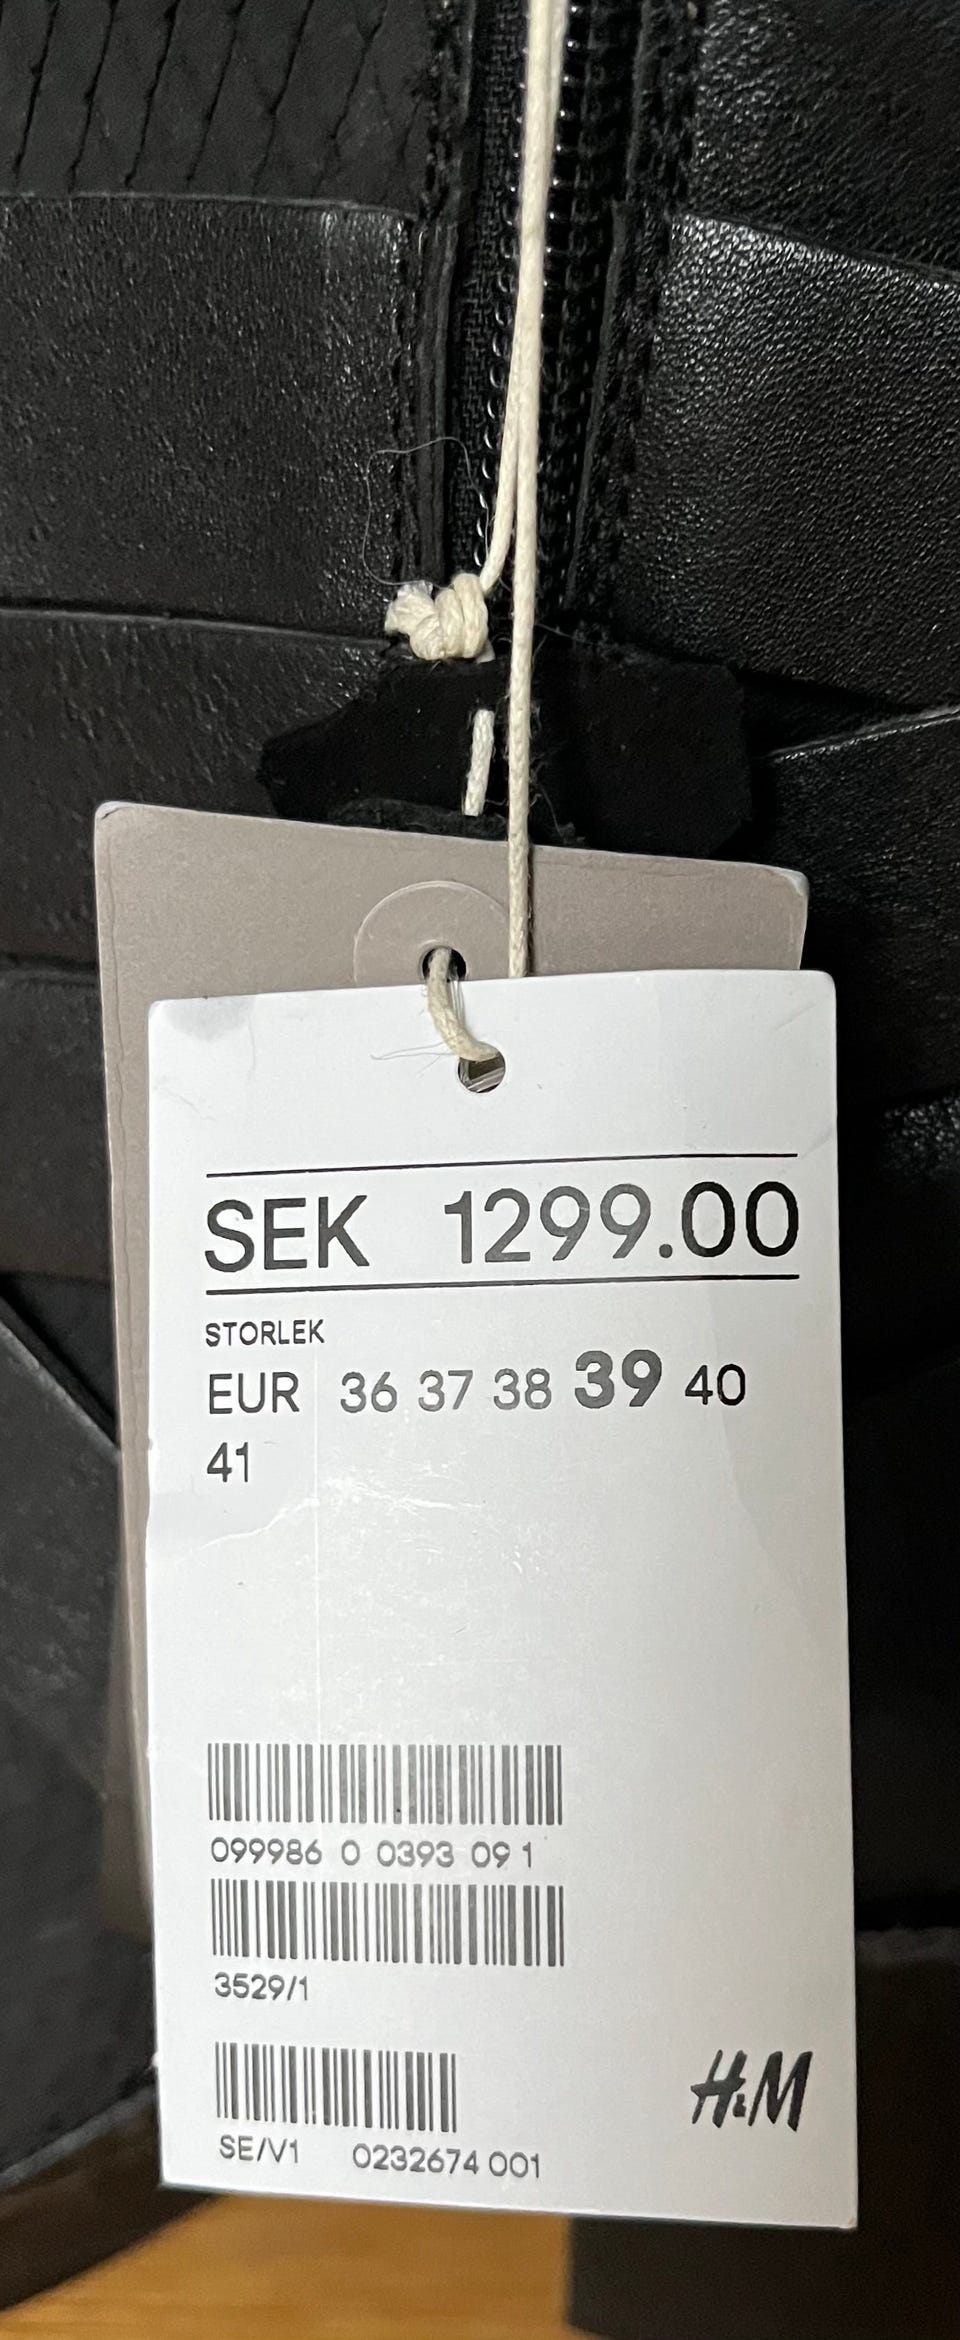 SEK 1299.00
STORLEK
EUR 36 37 38 39 40
41
099986 0 0393 09 1
3529/1
H&M
SE/V1 0232674 001